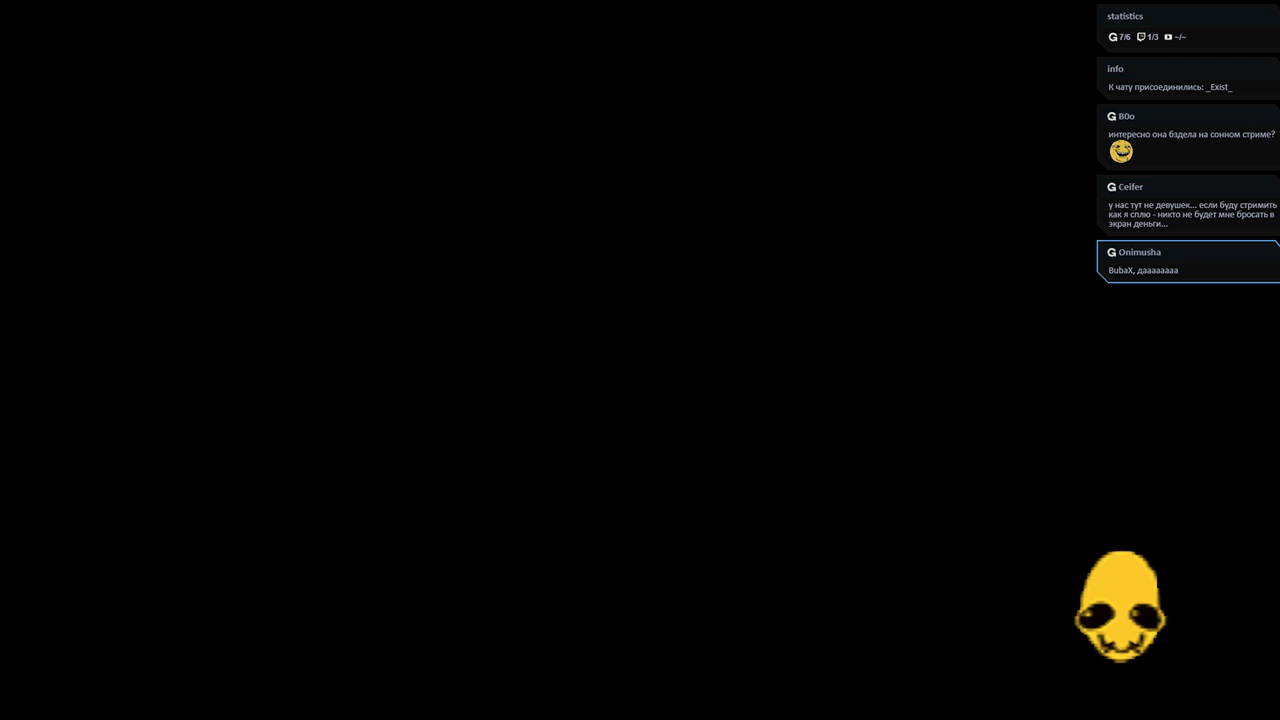 statistics
7/6 1/3 ~/~
info
К чату присоединились: _Exist_
B0o
интересно она бздела на сонном стриме?
Ceifer
у нас тут не девушек... если буду стримить
как я сплю - никто не будет мне бросать в
экран деньги...
Onimusha
BubaX, дааааааaa